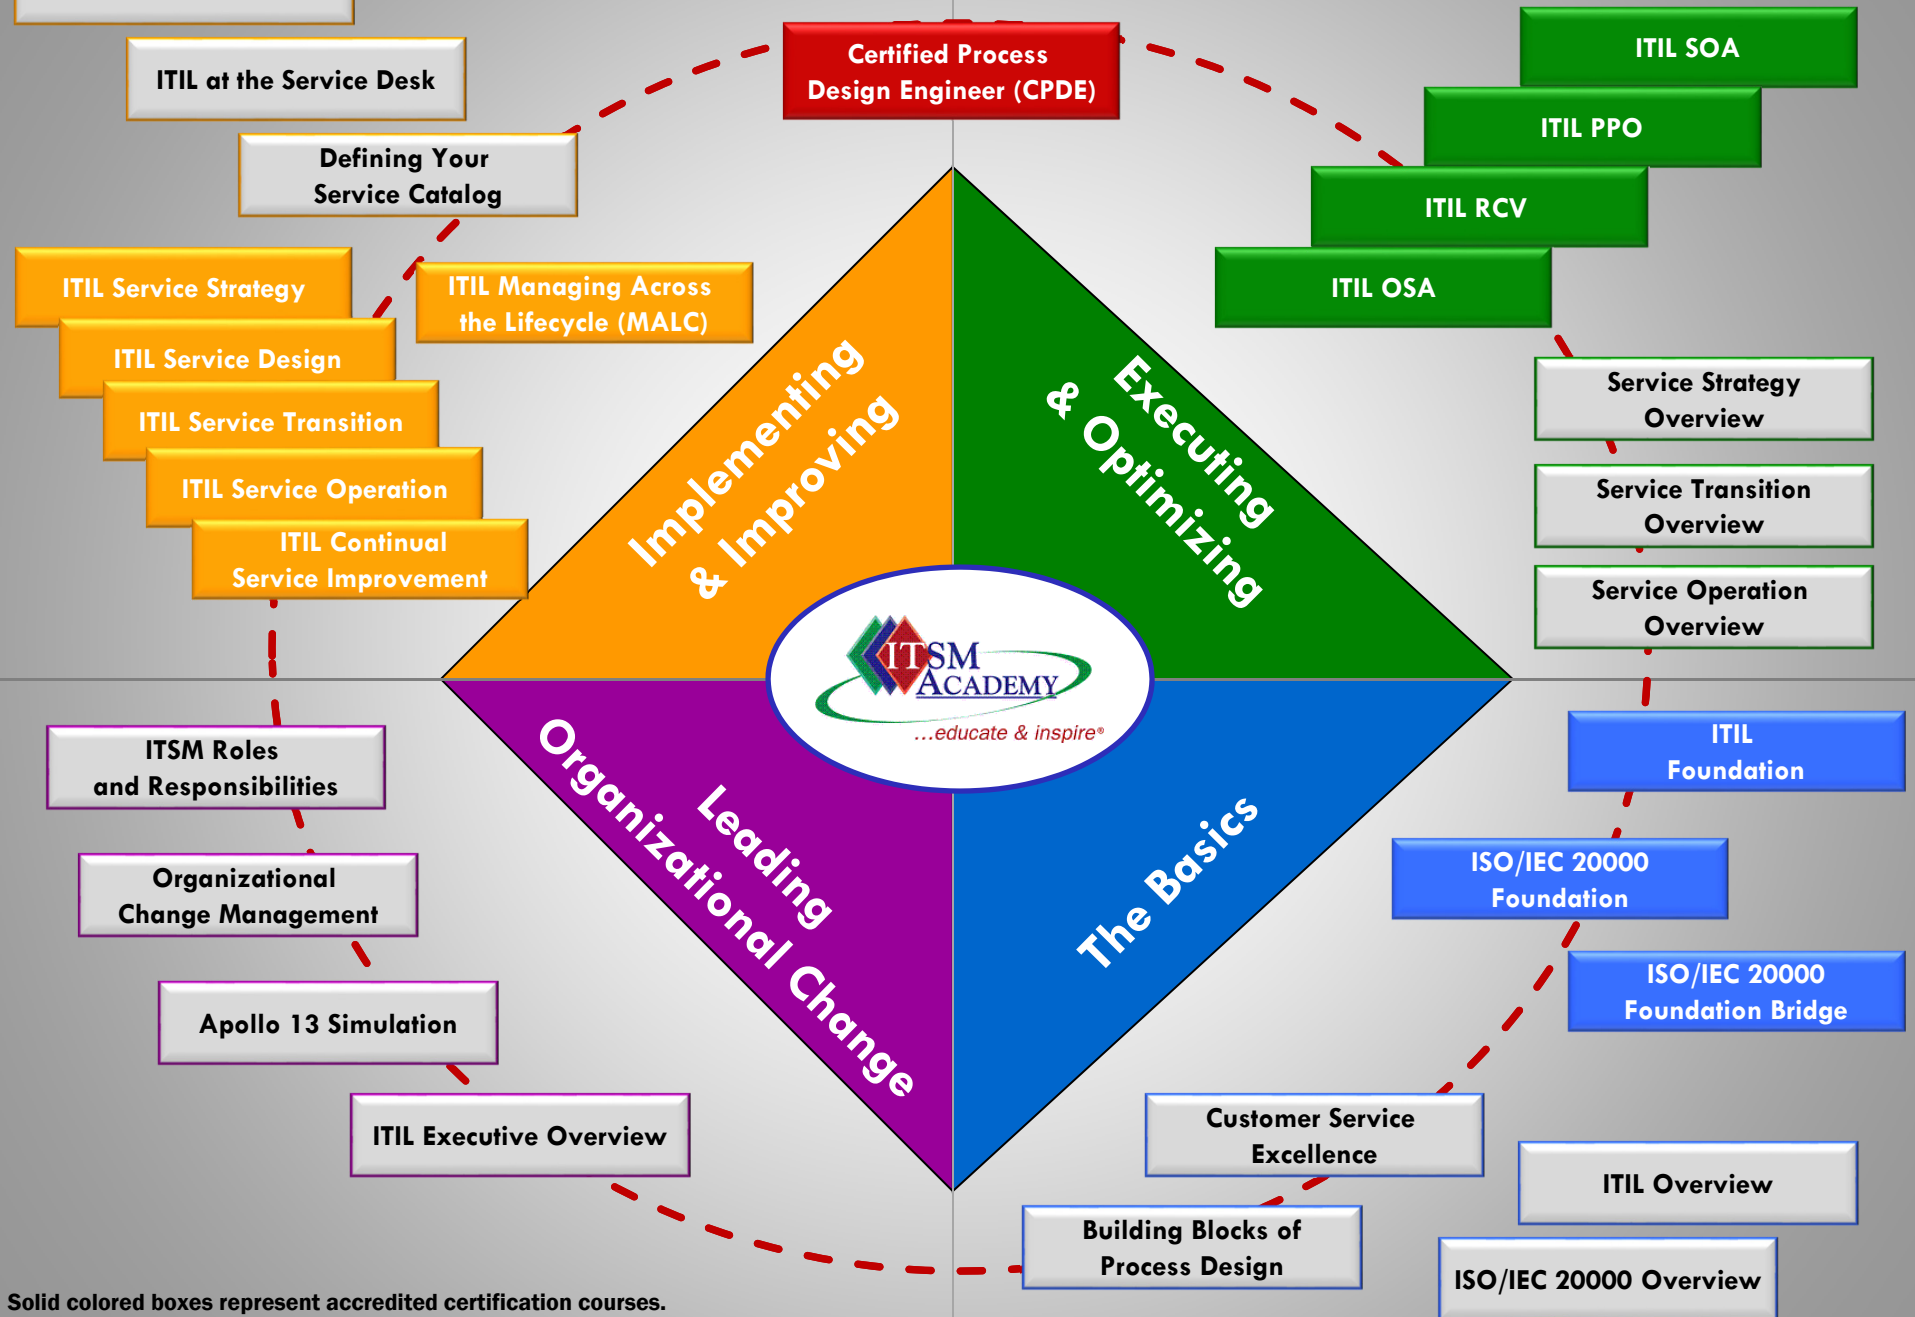 Certified Process
Design Engineer (CPDE)
ITIL at the Service Desk
Defining Your
Service Catalog
ITIL Service Strategy
ITIL Service Design
ITIL Service Transition
ITIL Service Operation
ITIL Continual
Service Improvement
ITIL Managing Across
the Lifecycle (MALC)
ITIL SOA
ITIL PPO
ITIL RCV
ITIL OSA
Service Strategy
Overview
Service Transition
Overview
Service Operation
Overview
Implementing
& Improving
Executing
& Optimizing
ITSM
ACADEMY
...educate & inspire®
Leading
Organizational Change
The Basics
ITSM Roles
and Responsibilities
Organizational
Change Management
Apollo 13 Simulation
ITIL Executive Overview
ITIL
Foundation
ISO/IEC 20000
Foundation
ISO/IEC 20000
Foundation Bridge
Customer Service
Excellence
Building Blocks of
Process Design
ITIL Overview
ISO/IEC 20000 Overview
Solid colored boxes represent accredited certification courses.